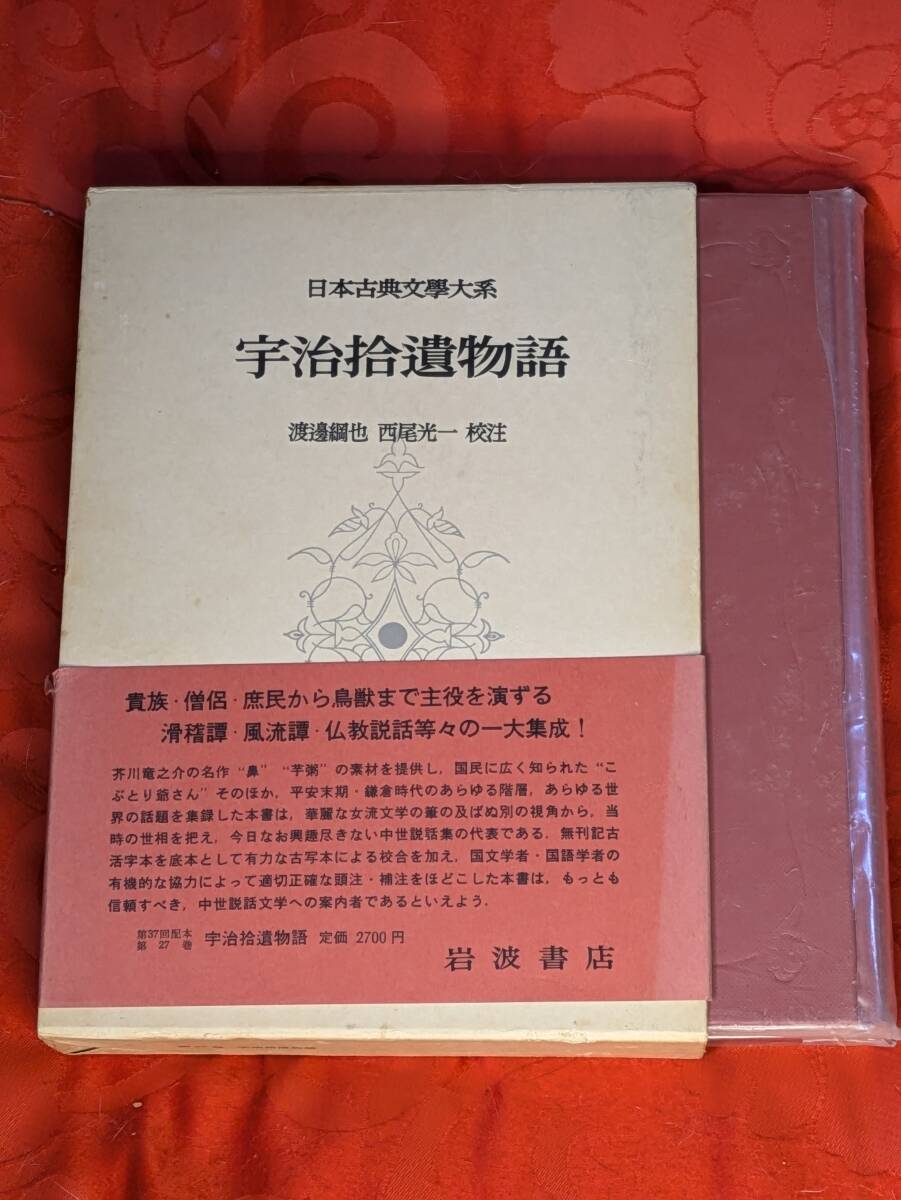 日本古典文學大系
宇治拾遺物語
渡邊綱也 西尾光一 校注
貴族・僧侶・庶民から鳥獣まで主役を演ずる
滑稽譚・風流譚・仏教説話等々の一大集成！
芥川竜之介の名作“鼻”“芋粥”の素材を提供し，国民に広く知られた“こ
ぶとり爺さん”そのほか，平安末期・鎌倉時代のあらゆる階層，あらゆる世
界の話題を集録した本書は，華麗な女流文学の筆の及ばぬ別の視角から，当
時の世相を把え，今日なお興趣尽きない中世説話集の代表である．無刊記古
活字本を底本として有力な古写本による校合を加え，国文学者・国語学者の
有機的な協力によって適切正確な頭注・補注をほどこした本書は，もっとも
信頼すべき，中世説話文学への案内者であるといえよう．
第37回配本
第27巻
宇治拾遺物語 定価 2700円
岩波書店